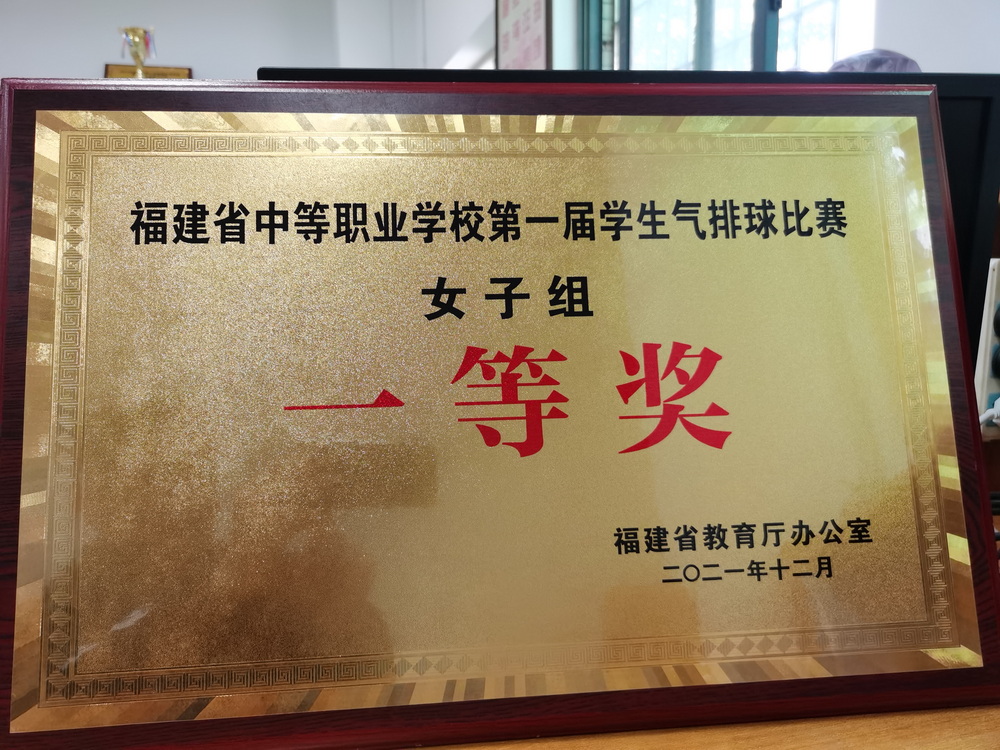 福建省中等职业学校第一届学生气排球比赛
女子组
一等奖
福建省教育厅办公室
二〇二一年十二月